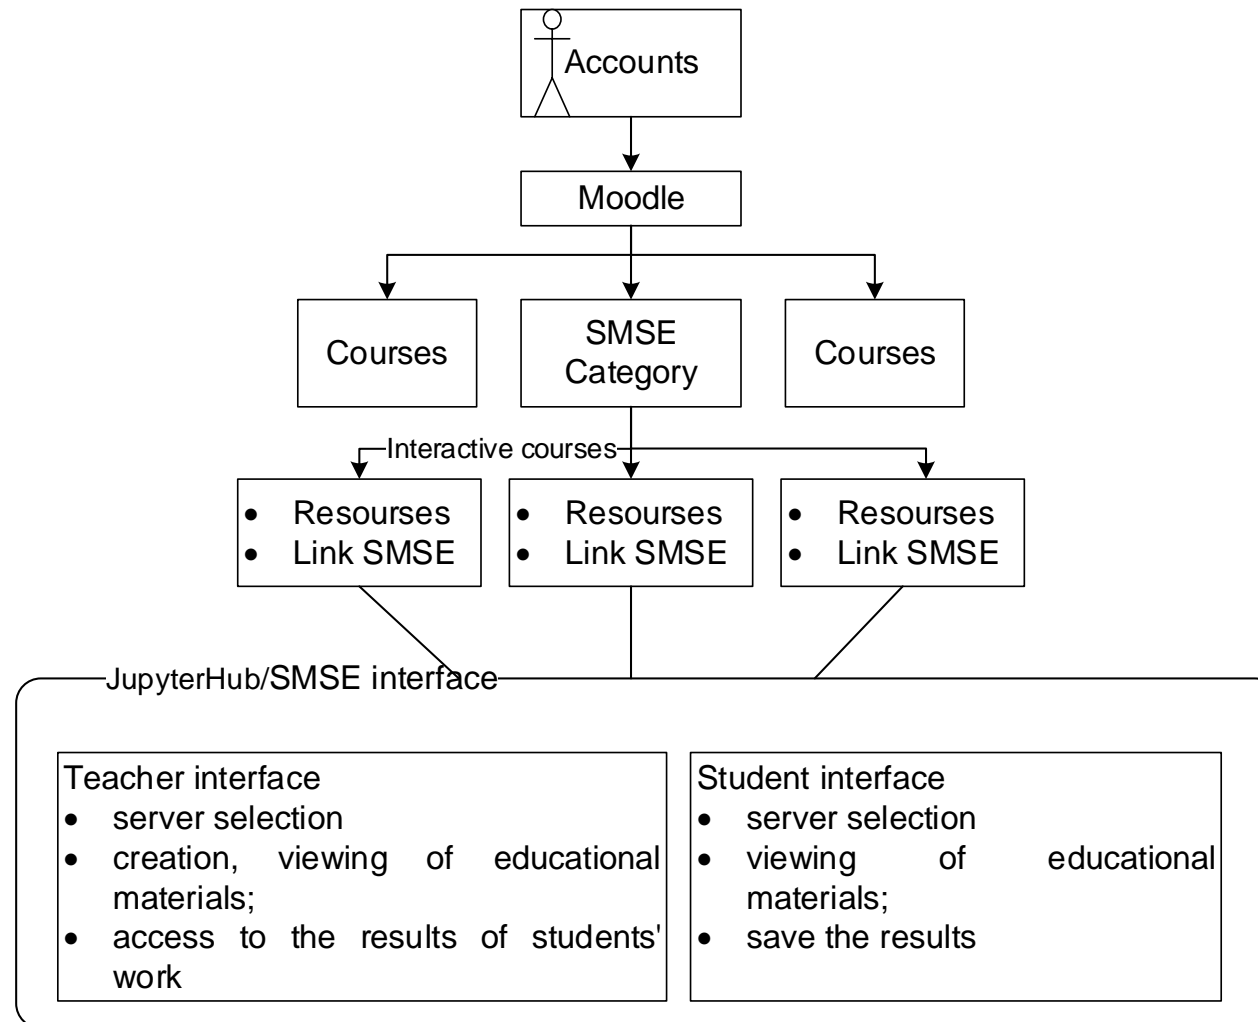 Accounts
Moodle
Courses
SMSE
Category
Courses
Interactive courses
• Resourses
• Link SMSE
• Resourses
• Link SMSE
• Resourses
• Link SMSE
JupyterHub/SMSE interface
Teacher interface
• server selection
• creation, viewing of educational
materials;
• access to the results of students'
work
Student interface
• server selection
• viewing of educational
materials;
• save the results